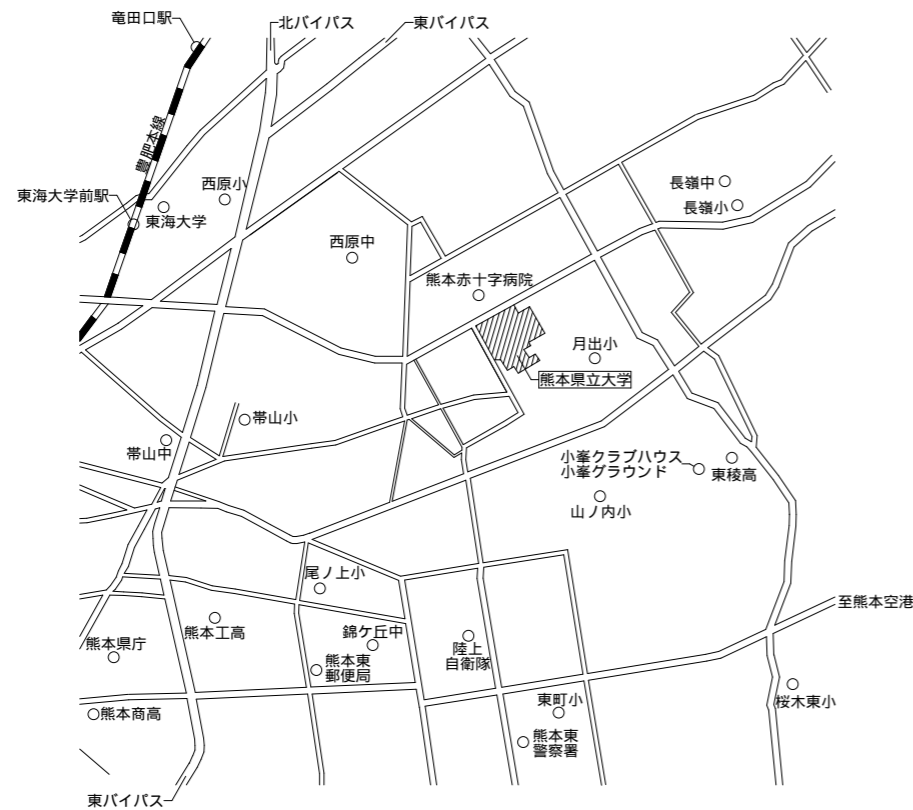 竜田口駅
北バイパス
東バイパス
豊肥本線
東海大学前駅
東海大学
西原小
西原中
長嶺中
長嶺小
熊本赤十字病院
月出小
熊本県立大学
帯山小
帯山中
小峯クラブハウス
小峯グラウンド
東稜高
山ノ内小
尾ノ上小
至熊本空港
熊本工高
錦ケ丘中
陸上
自衛隊
熊本県庁
熊本東
郵便局
熊本商高
東町小
桜木東小
熊本東
警察署
東バイパス